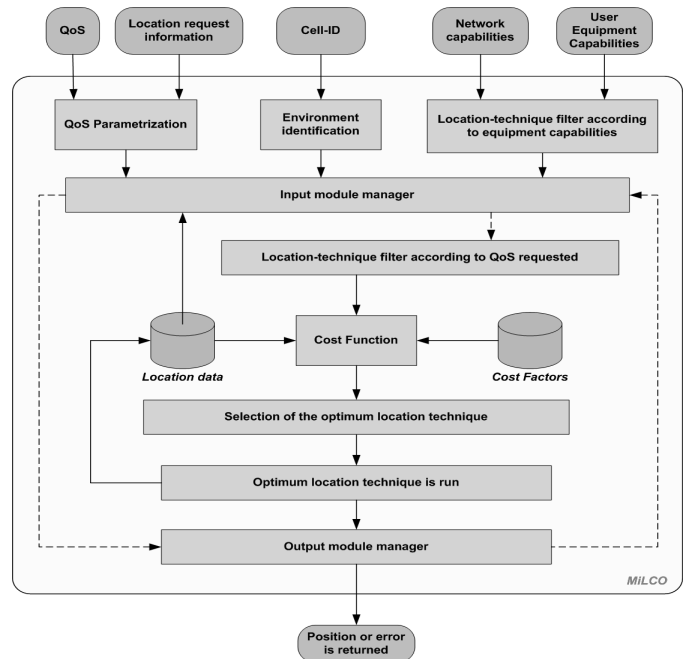 QoS
Location request
information
Cell-ID
Network
capabilities
User
Equipment
Capabilities
QoS Parametrization
Environment
identification
Location-technique filter according
to equipment capabilities
Input module manager
Location-technique filter according to QoS requested
Cost Function
Location data
Cost Factors
Selection of the optimum location technique
Optimum location technique is run
Output module manager
MiLCO
Position or error
is returned